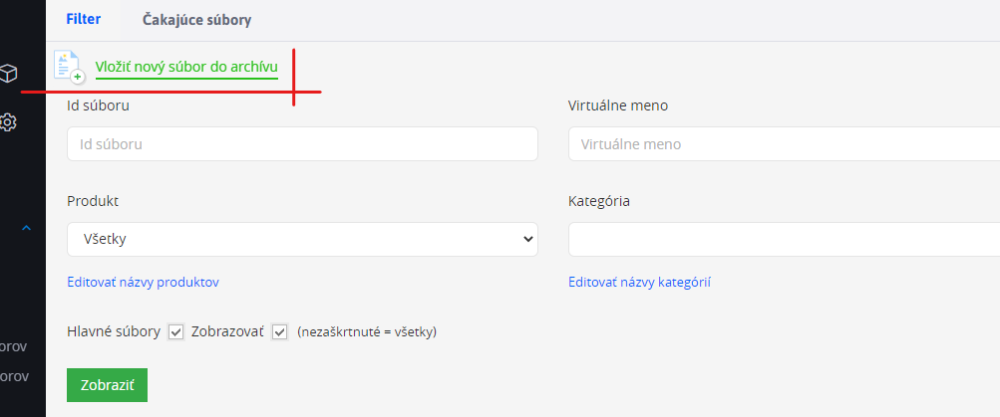 Filter Čakajúce súbory
Vložiť nový súbor do archívu
Id súboru Virtuálne meno
Id súboru Virtuálne meno
Produkt Kategória
Všetky
Editovať názvy produktov Editovať názvy kategórií
Hlavné súbory Zobrazovať (nezaškrtnuté = všetky)
orov
orov
Zobraziť